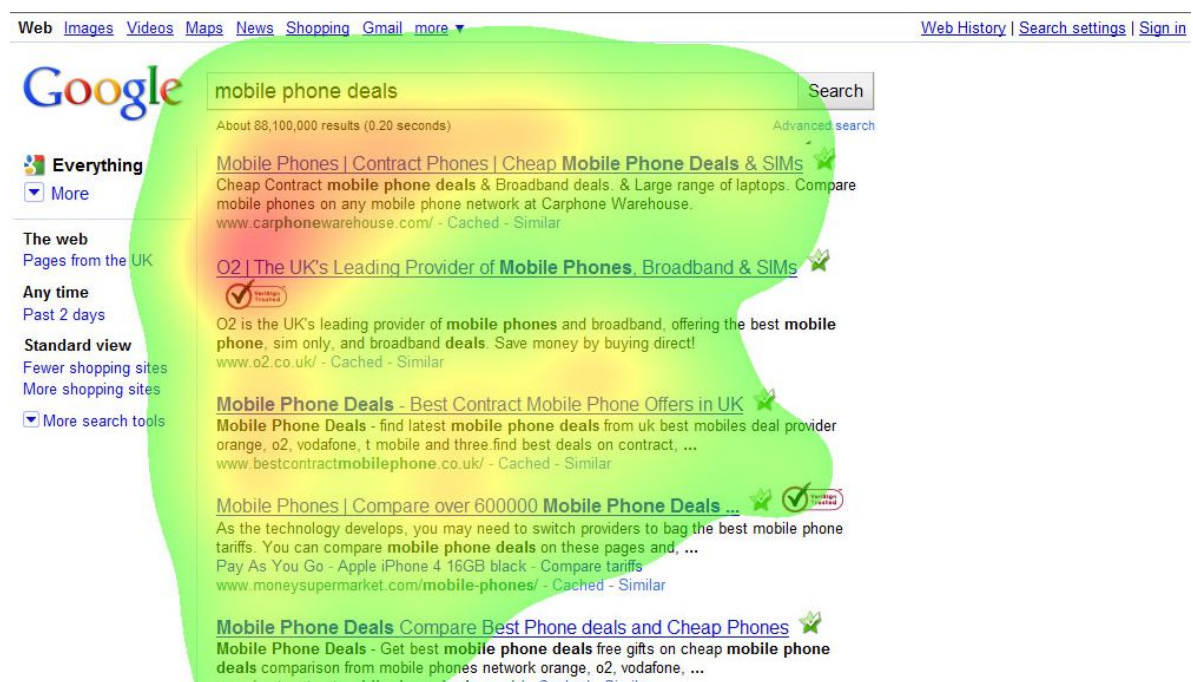 Web Images Videos Maps News Shopping Gmail more ▼
Web History | Search settings | Sign in
Google
mobile phone deals
Search
About 88,100,000 results (0.20 seconds)
Advanced search
Everything
More
The web
Pages from the UK
Any time
Past 2 days
Standard view
Fewer shopping sites
More shopping sites
More search tools
Mobile Phones | Contract Phones | Cheap Mobile Phone Deals & SIMs
Cheap Contract mobile phone deals & Broadband deals. & Large range of laptops. Compare
mobile phones on any mobile phone network at Carphone Warehouse.
www.carphonewarehouse.com/ - Cached - Similar
O2 | The UK's Leading Provider of Mobile Phones, Broadband & SIMs
VeriSign
Trusted
O2 is the UK's leading provider of mobile phones and broadband, offering the best mobile
phone, sim only, and broadband deals. Save money by buying direct!
www.o2.co.uk/ - Cached - Similar
Mobile Phone Deals - Best Contract Mobile Phone Offers in UK
Mobile Phone Deals - find latest mobile phone deals from uk best mobiles deal provider
orange, o2, vodafone, t mobile and three.find best deals on contract, ...
www.bestcontractmobilephone.co.uk/ - Cached - Similar
Mobile Phones | Compare over 600000 Mobile Phone Deals ...
VeriSign
Trusted
As the technology develops, you may need to switch providers to bag the best mobile phone
tariffs. You can compare mobile phone deals on these pages and, ...
Pay As You Go - Apple iPhone 4 16GB black - Compare tariffs
www.moneysupermarket.com/mobile-phones/ - Cached - Similar
Mobile Phone Deals Compare Best Phone deals and Cheap Phones
Mobile Phone Deals - Get best mobile phone deals free gifts on cheap mobile phone
deals comparison from mobile phones network orange, o2, vodafone, ...